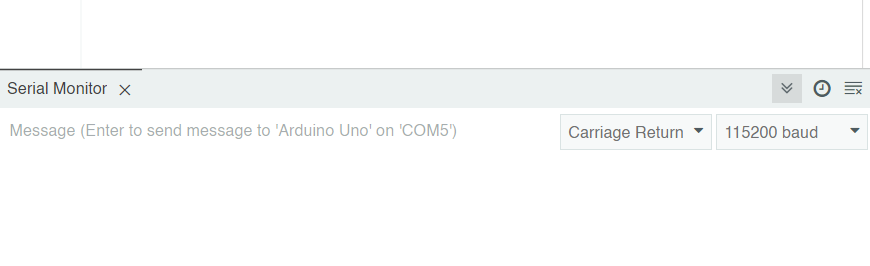 Serial Monitor
Message (Enter to send message to 'Arduino Uno' on 'COM5')
Carriage Return
115200 baud